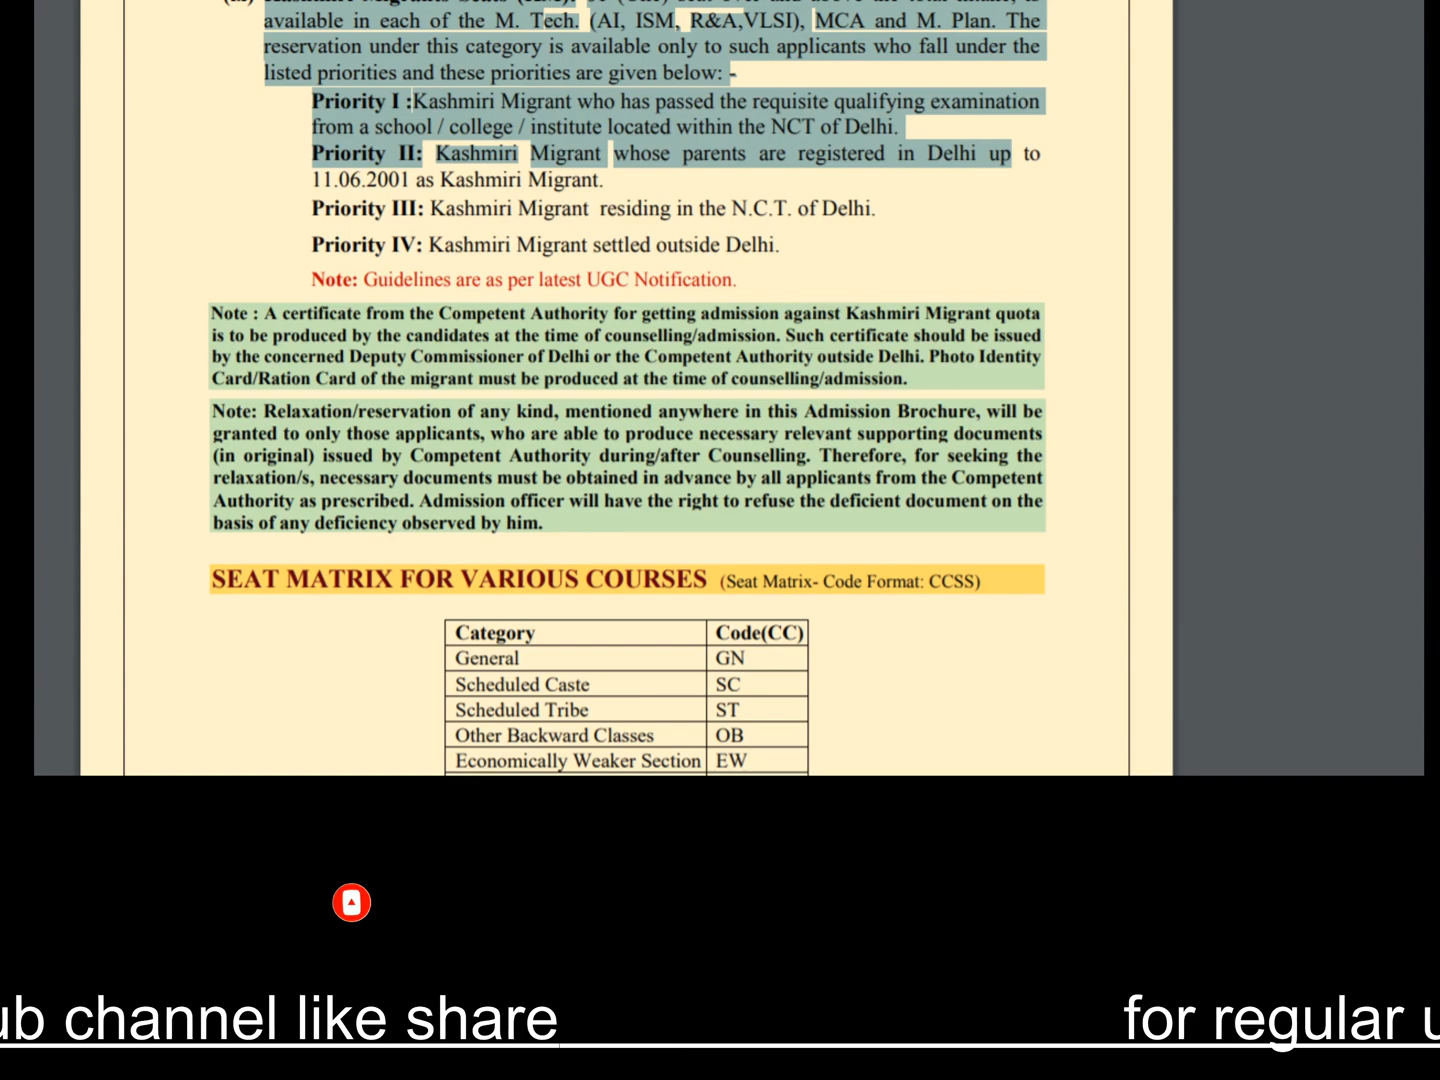 available in each of the M. Tech. (AI, ISM, R&A,VLSI), MCA and M. Plan. The
reservation under this category is available only to such applicants who fall under the
listed priorities and these priorities are given below: -
Priority I :Kashmiri Migrant who has passed the requisite qualifying examination
from a school / college / institute located within the NCT of Delhi.
Priority II: Kashmiri Migrant whose parents are registered in Delhi up to
11.06.2001 as Kashmiri Migrant.
Priority III: Kashmiri Migrant residing in the N.C.T. of Delhi.
Priority IV: Kashmiri Migrant settled outside Delhi.
Note: Guidelines are as per latest UGC Notification.
Note : A certificate from the Competent Authority for getting admission against Kashmiri Migrant quota
is to be produced by the candidates at the time of counselling/admission. Such certificate should be issued
by the concerned Deputy Commissioner of Delhi or the Competent Authority outside Delhi. Photo Identity
Card/Ration Card of the migrant must be produced at the time of counselling/admission.
Note: Relaxation/reservation of any kind, mentioned anywhere in this Admission Brochure, will be
granted to only those applicants, who are able to produce necessary relevant supporting documents
(in original) issued by Competent Authority during/after Counselling. Therefore, for seeking the
relaxation/s, necessary documents must be obtained in advance by all applicants from the Competent
Authority as prescribed. Admission officer will have the right to refuse the deficient document on the
basis of any deficiency observed by him.
SEAT MATRIX FOR VARIOUS COURSES (Seat Matrix- Code Format: CCSS)
Category Code(CC)
General GN
Scheduled Caste SC
Scheduled Tribe ST
Other Backward Classes OB
Economically Weaker Section EW
ub channel like share for regular u